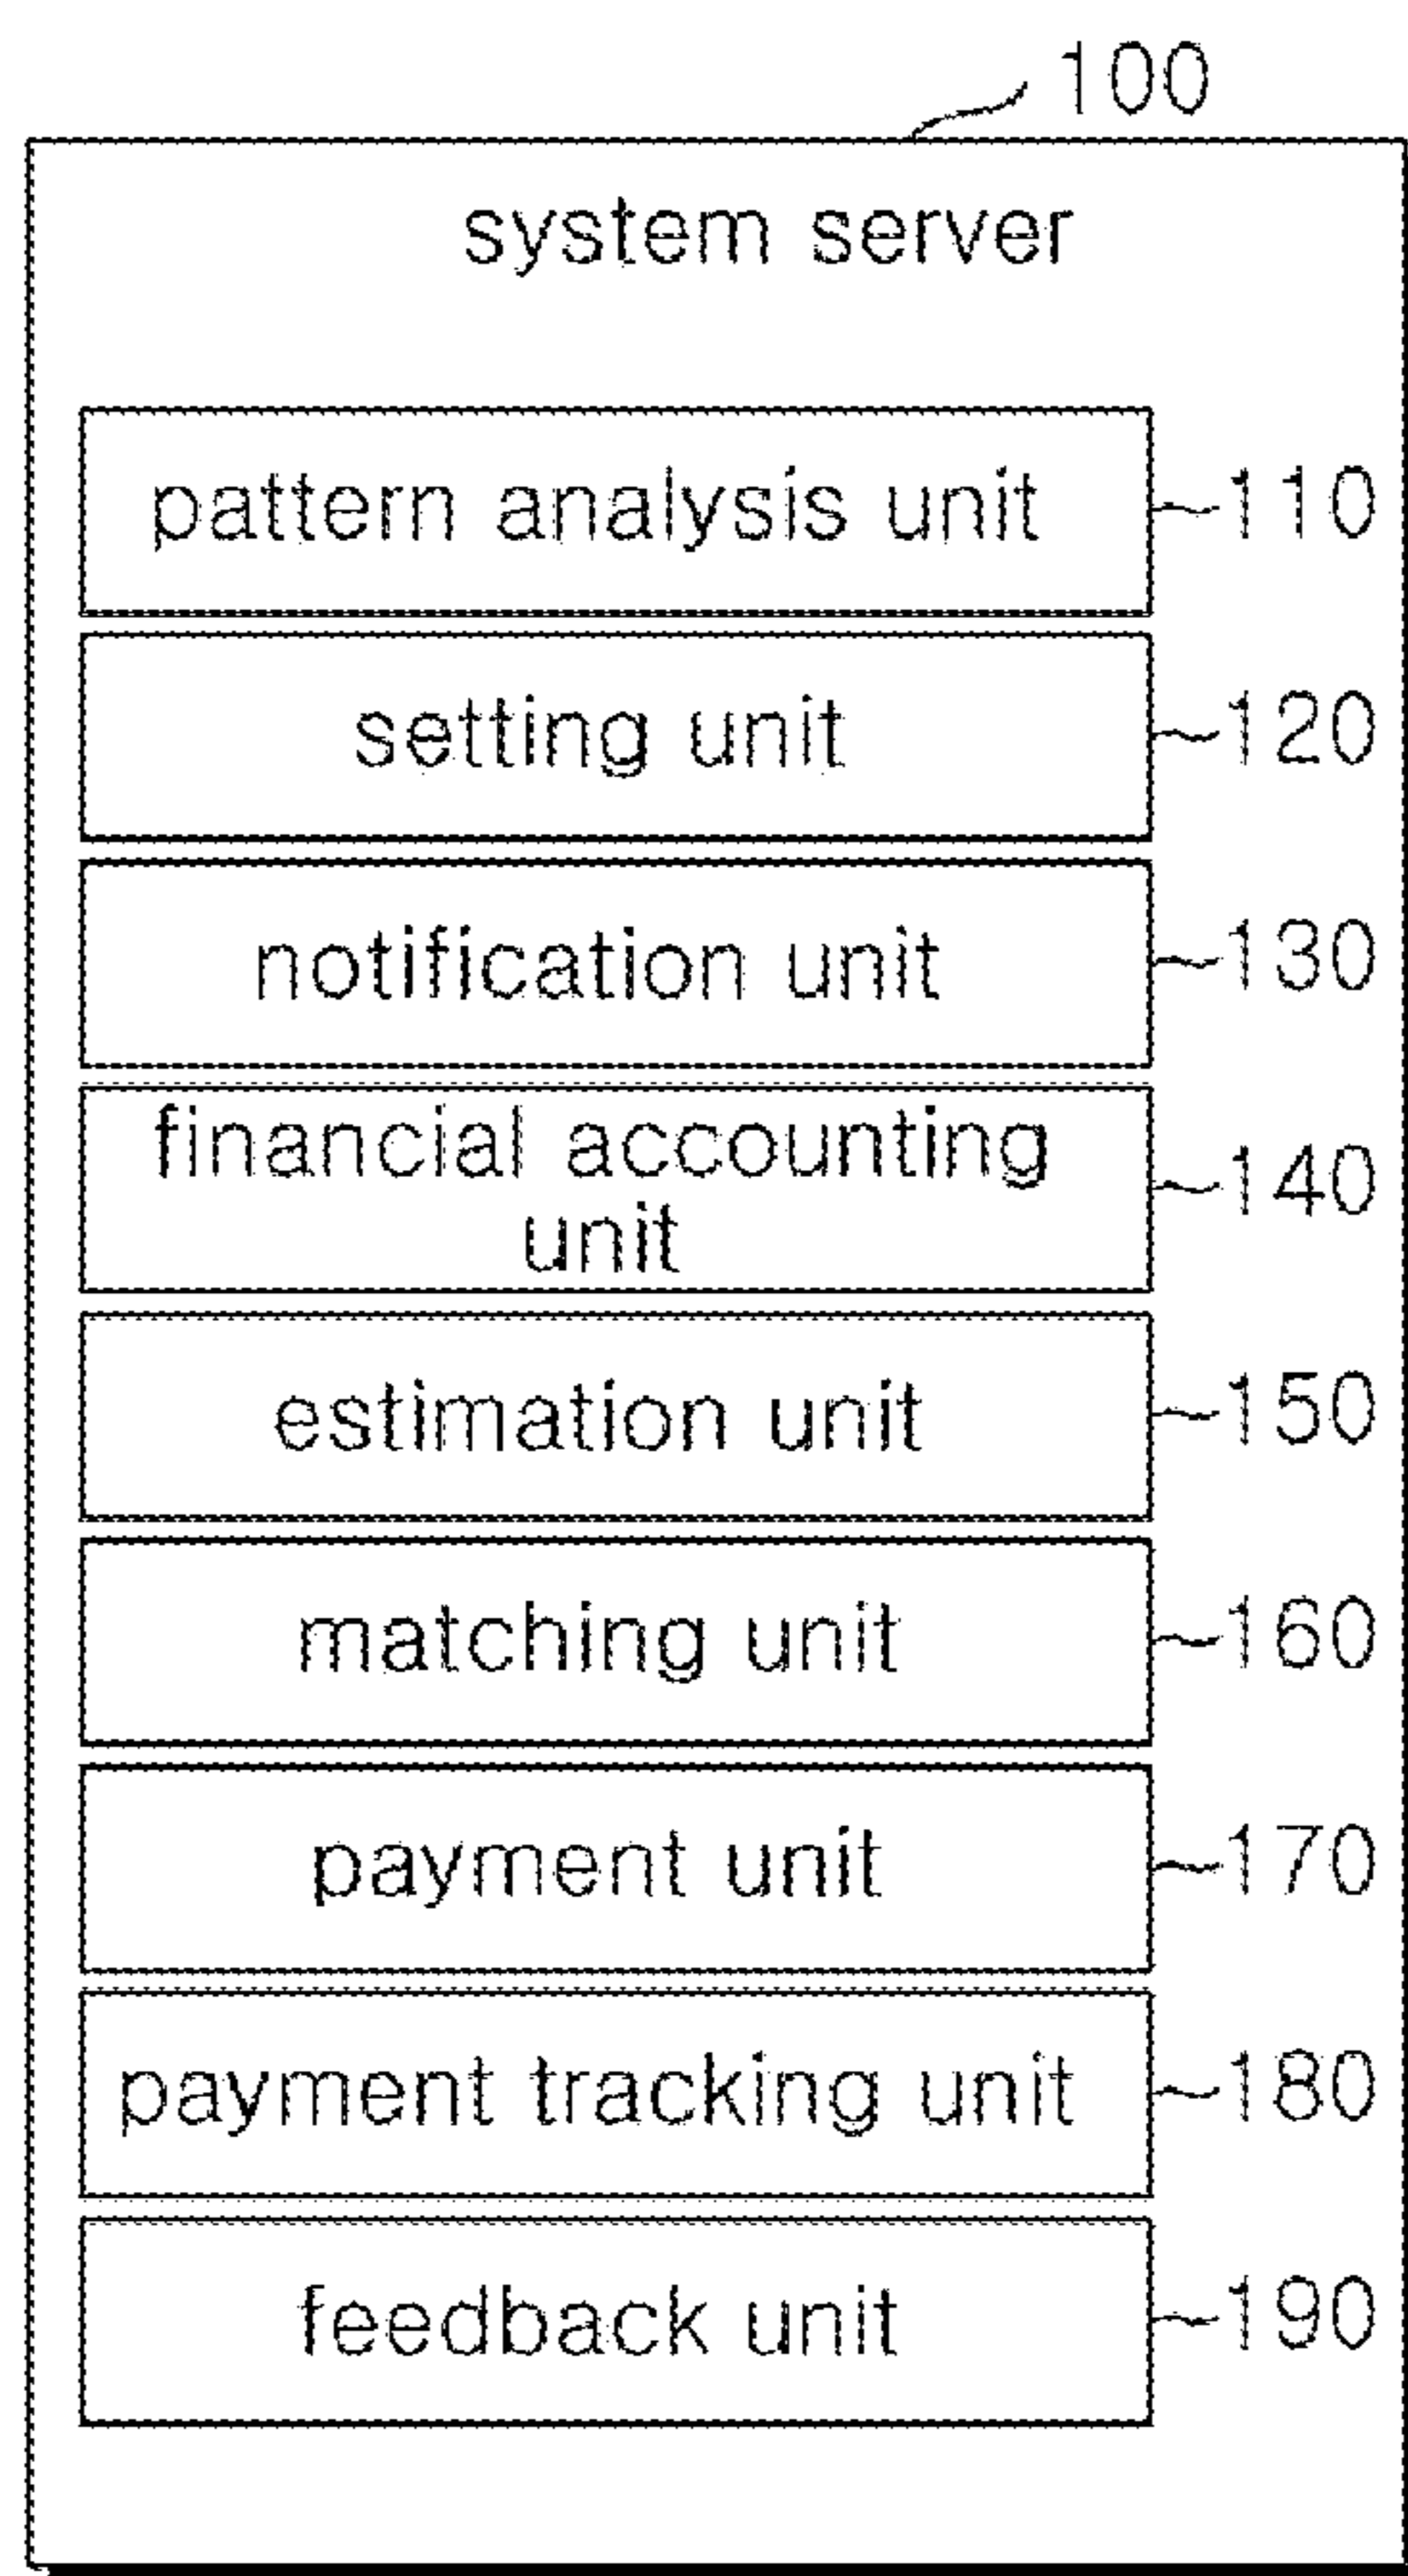 100
system server
pattern analysis unit 110
setting unit 120
notification unit 130
financial accounting
unit 140
estimation unit 150
matching unit 160
payment unit 170
payment tracking unit 180
feedback unit 190